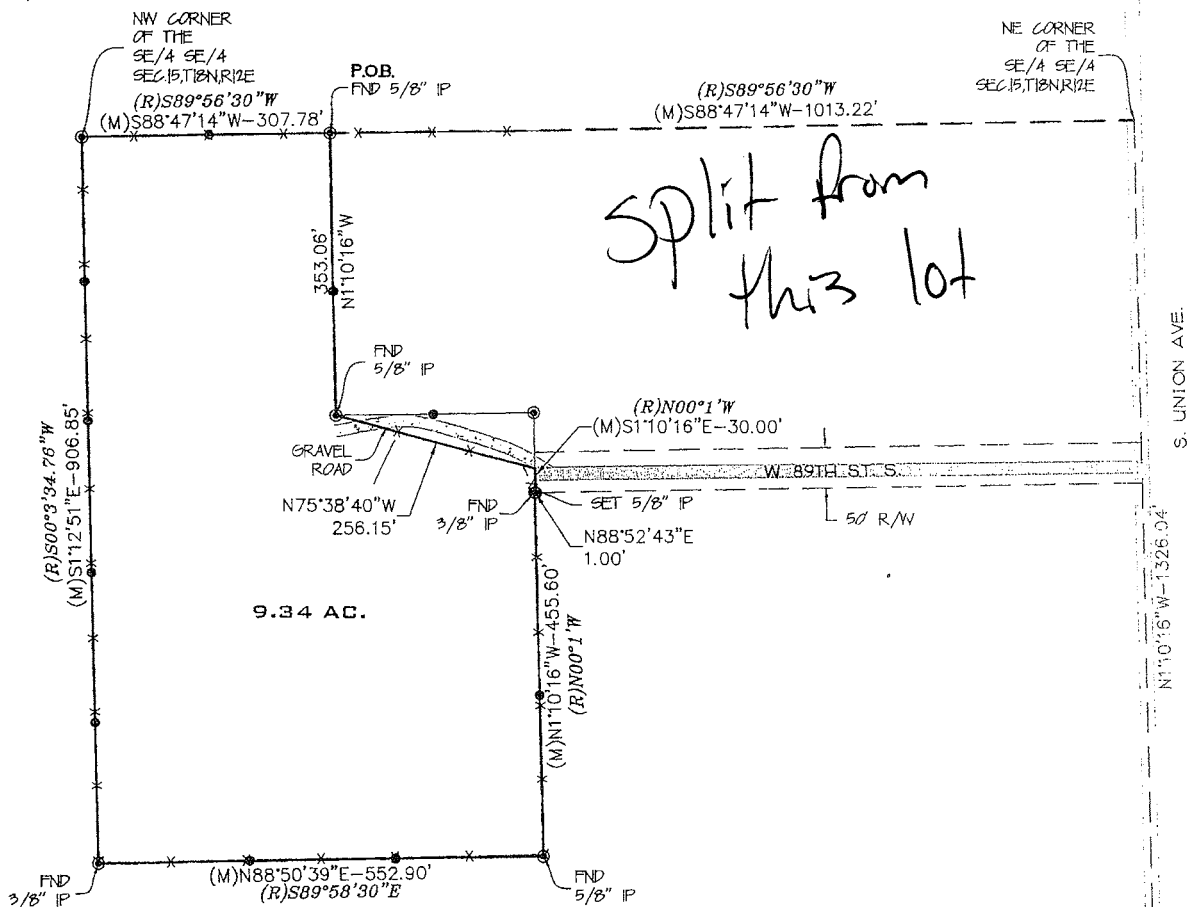 NW CORNER
OF THE
SE/4 SE/4
SEC.15,T18N,R12E
(R)S89°56'30"W
(M)S88°47'14"W-307.78'
P.O.B.
FND 5/8" IP
(R)S89°56'30"W
(M)S88°47'14"W-1013.22'
NE CORNER
OF THE
SE/4 SE/4
SEC.15,T18N,R12E
Split from
this lot
353.06'
N1°10'16"W
FND
5/8" IP
(R)N00°1'W
(M)S1°10'16"E-30.00'
GRAVEL
ROAD
W. 89TH ST. S.
S. UNION AVE.
N75°38'40"W
256.15'
FND
3/8" IP
SET 5/8" IP
N88°52'43"E
1.00'
50' R/W
(R)S00°3'34.76"W
(M)S1°12'51"E-906.85'
9.34 AC.
(M)N1°10'16"W-455.60'
(R)N00°1'W
N1°10'16"W-1326.04'
FND
3/8" IP
(M)N88°50'39"E-552.90'
(R)S89°58'30"E
FND
5/8" IP